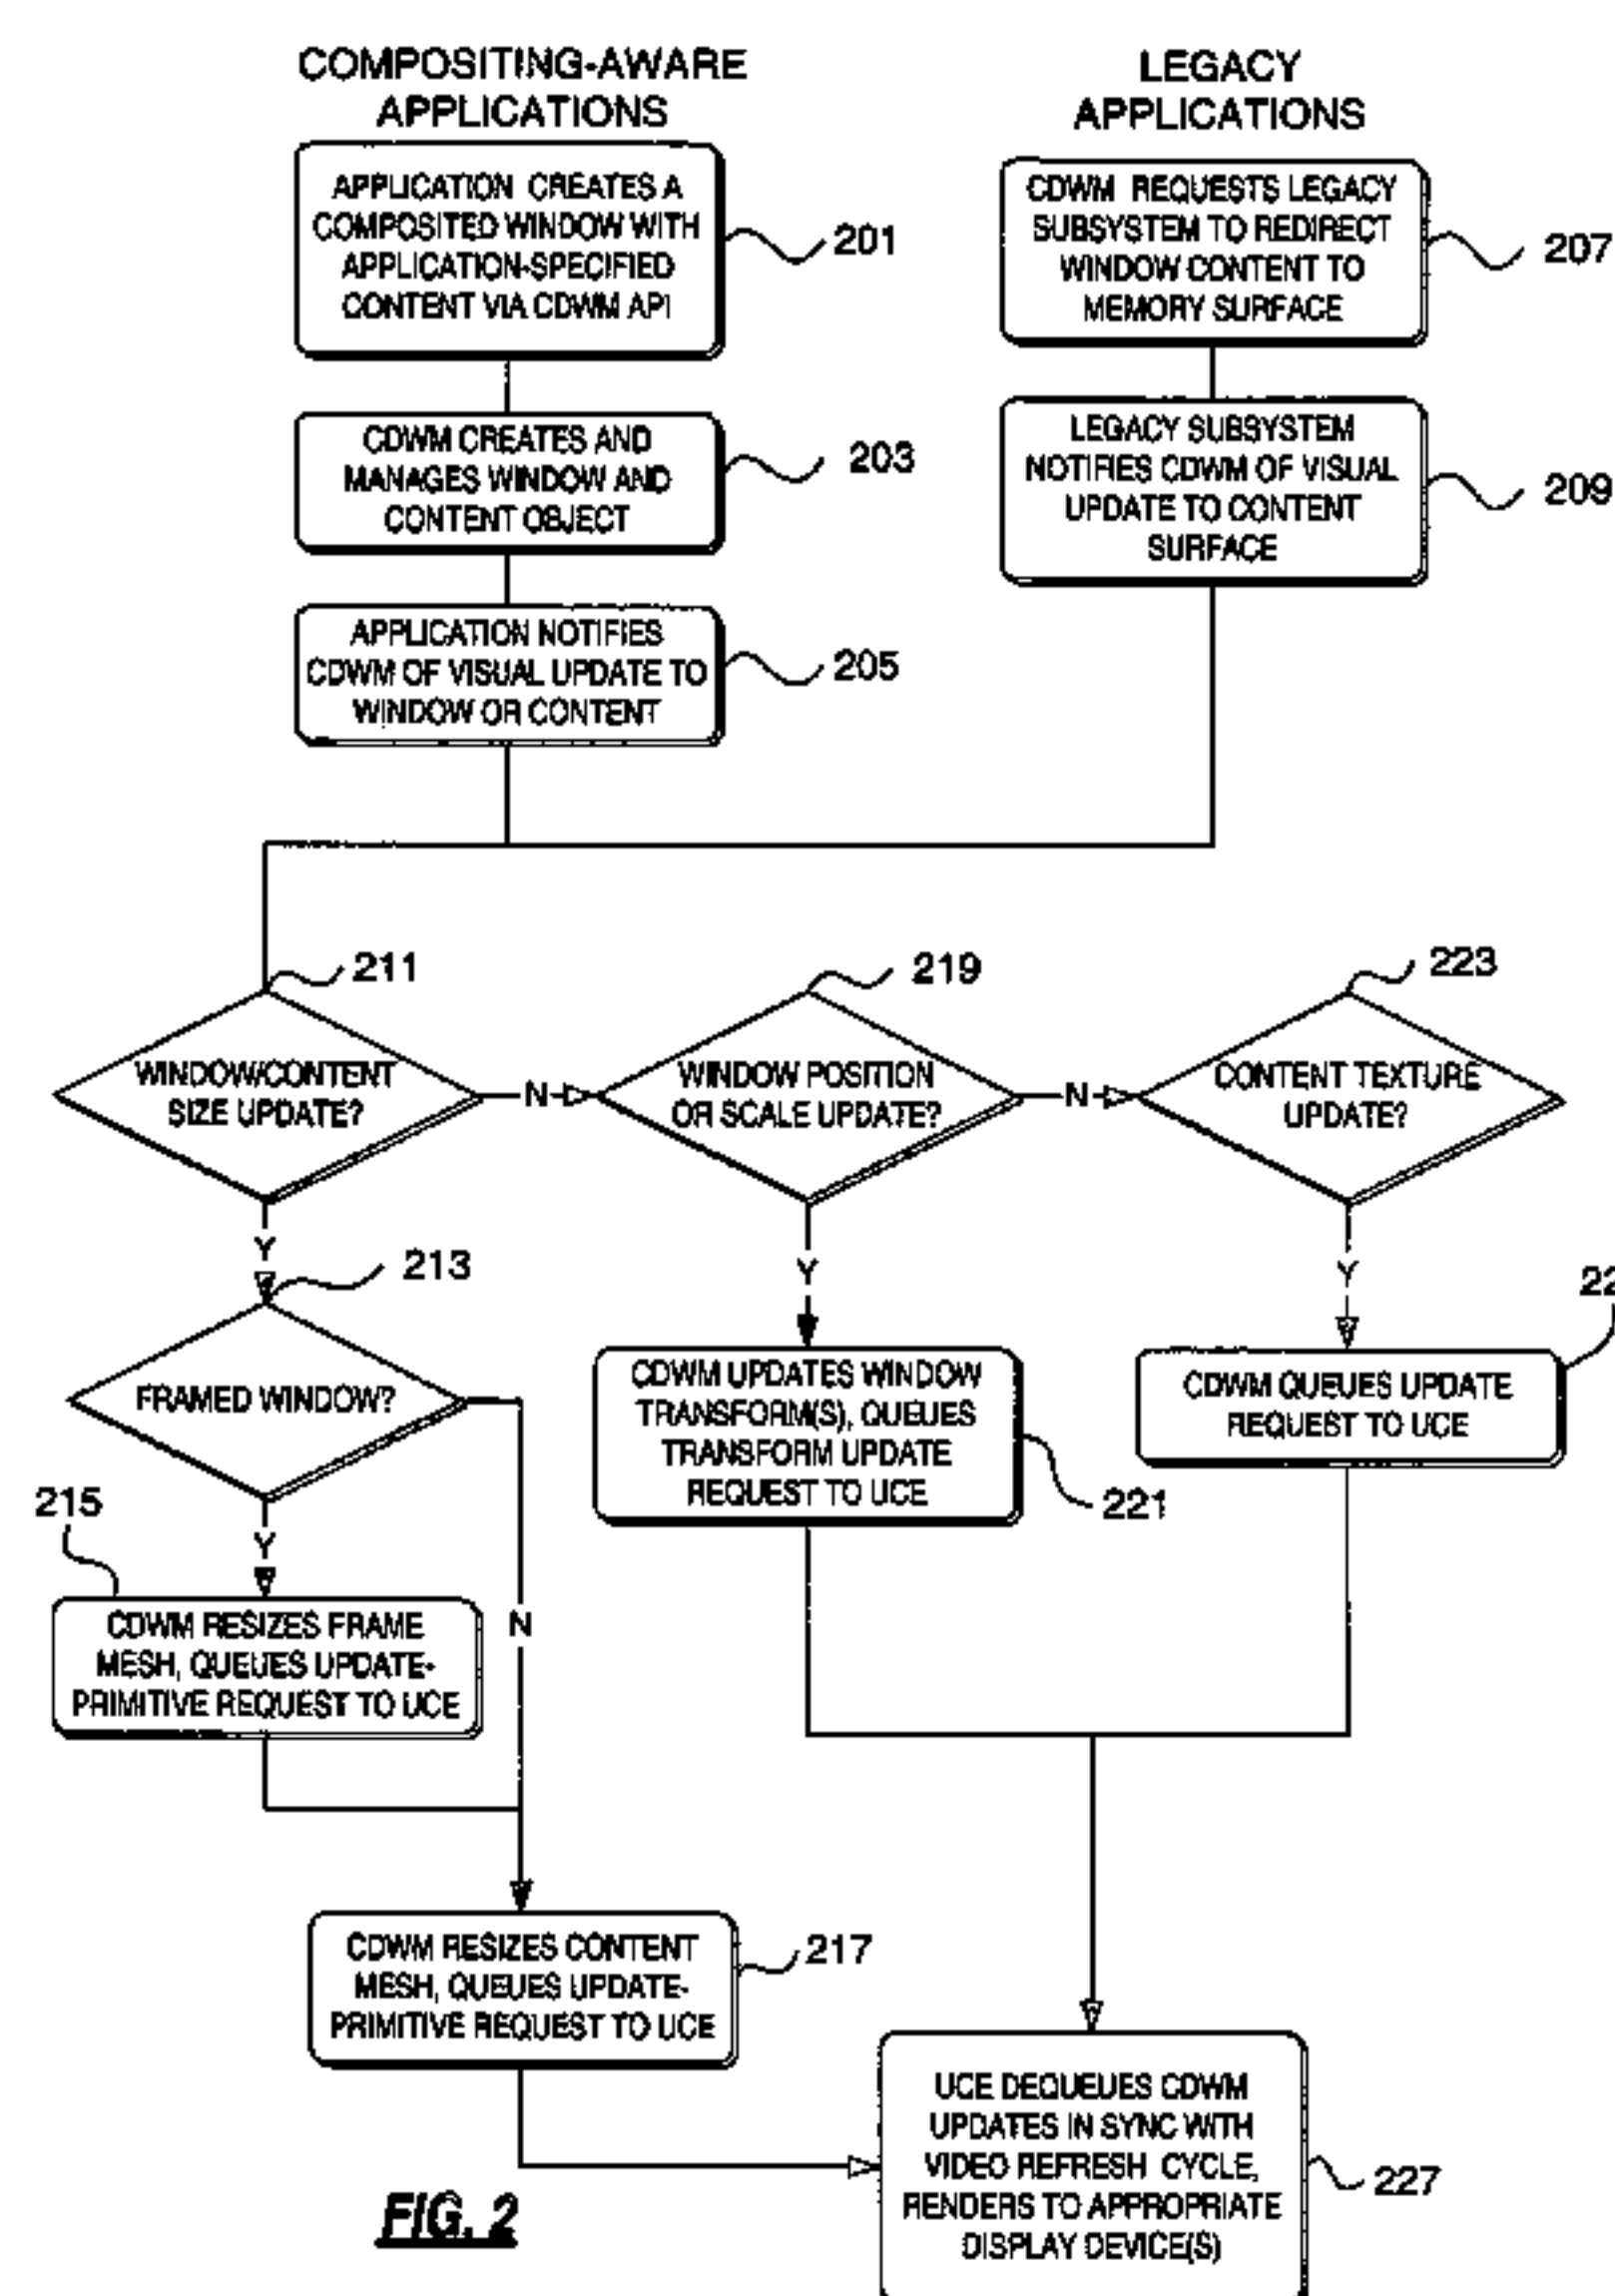 COMPOSITING-AWARE
APPLICATIONS
LEGACY
APPLICATIONS
APPLICATION CREATES A
COMPOSITED WINDOW WITH
APPLICATION-SPECIFIED
CONTENT VIA CDWM API
201
CDWM REQUESTS LEGACY
SUBSYSTEM TO REDIRECT
WINDOW CONTENT TO
MEMORY SURFACE
207
CDWM CREATES AND
MANAGES WINDOW AND
CONTENT OBJECT
203
LEGACY SUBSYSTEM
NOTIFIES CDWM OF VISUAL
UPDATE TO CONTENT
SURFACE
209
APPLICATION NOTIFIES
CDWM OF VISUAL UPDATE TO
WINDOW OR CONTENT
205
211
219
223
WINDOW/CONTENT
SIZE UPDATE?
N
WINDOW POSITION
OR SCALE UPDATE?
N
CONTENT TEXTURE
UPDATE?
Y
Y
Y
213
22
FRAMED WINDOW?
CDWM UPDATES WINDOW
TRANSFORM(S), QUEUES
TRANSFORM UPDATE
REQUEST TO UCE
221
CDWM QUEUES UPDATE
REQUEST TO UCE
215
Y
N
CDWM RESIZES FRAME
MESH, QUEUES UPDATE-
PRIMITIVE REQUEST TO UCE
CDWM RESIZES CONTENT
MESH, QUEUES UPDATE-
PRIMITIVE REQUEST TO UCE
217
UCE DEQUEUES CDWM
UPDATES IN SYNC WITH
VIDEO REFRESH CYCLE,
RENDERS TO APPROPRIATE
DISPLAY DEVICE(S)
227
FIG. 2